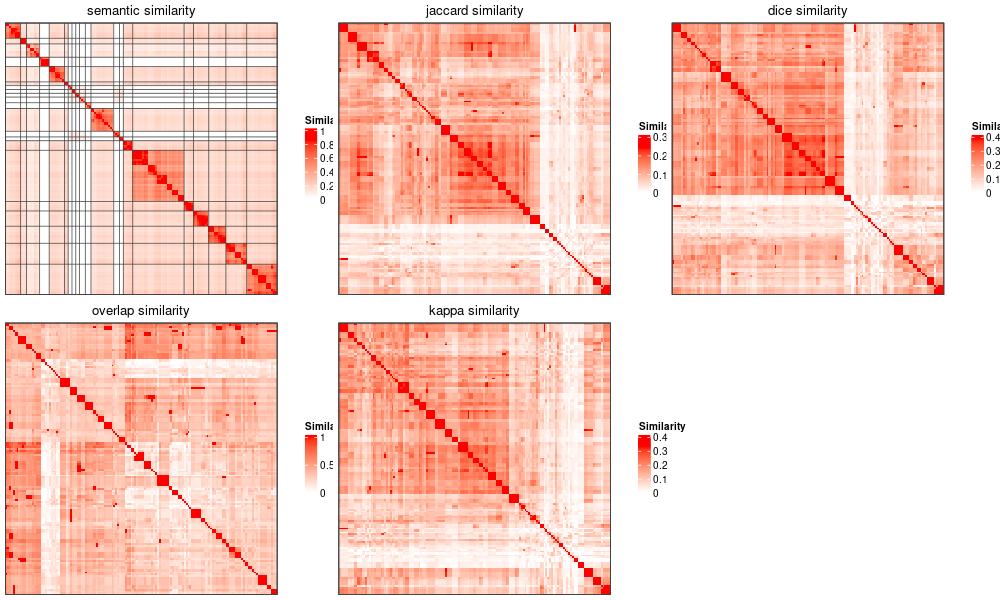 semantic similarity
jaccard similarity
dice similarity
Simila
1
0.8
0.6
0.4
0.2
0
Simila
0.3
0.2
0.1
0
Simila
0.4
0.3
0.2
0.1
0
overlap similarity
kappa similarity
Simila
1
0.5
0
Similarity
0.4
0.3
0.2
0.1
0